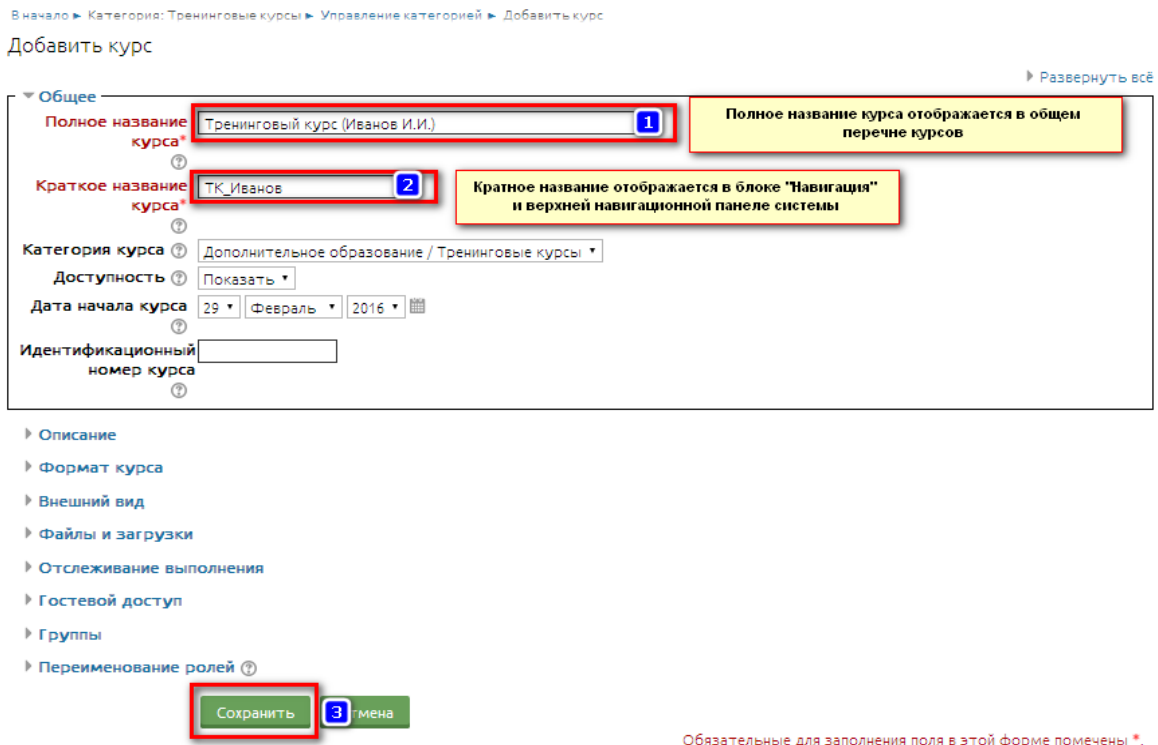 В начало ► Категория: Тренинговые курсы ► Управление категорией ► Добавить курс
Добавить курс
Развернуть всё
Общее
Полное название курса*
Тренинговый курс (Иванов И.И.)
1
Полное название курса отображается в общем
перечне курсов
Краткое название курса*
ТК_Иванов
2
Кратное название отображается в блоке "Навигация"
и верхней навигационной панеле системы
Категория курса
Дополнительное образование / Тренинговые курсы
Доступность
Показать
Дата начала курса
29 Февраль 2016
Идентификационный
номер курса
Описание
Формат курса
Внешний вид
Файлы и загрузки
Отслеживание выполнения
Гостевой доступ
Группы
Переименование ролей
Сохранить
3
тмена
Обязательные для заполнения поля в этой форме помечены *.